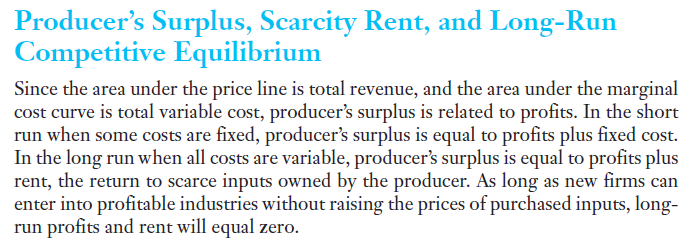 Producer’s Surplus, Scarcity Rent, and Long-Run
Competitive Equilibrium
Since the area under the price line is total revenue, and the area under the marginal
cost curve is total variable cost, producer’s surplus is related to profits. In the short
run when some costs are fixed, producer’s surplus is equal to profits plus fixed cost.
In the long run when all costs are variable, producer’s surplus is equal to profits plus
rent, the return to scarce inputs owned by the producer. As long as new firms can
enter into profitable industries without raising the prices of purchased inputs, long-
run profits and rent will equal zero.